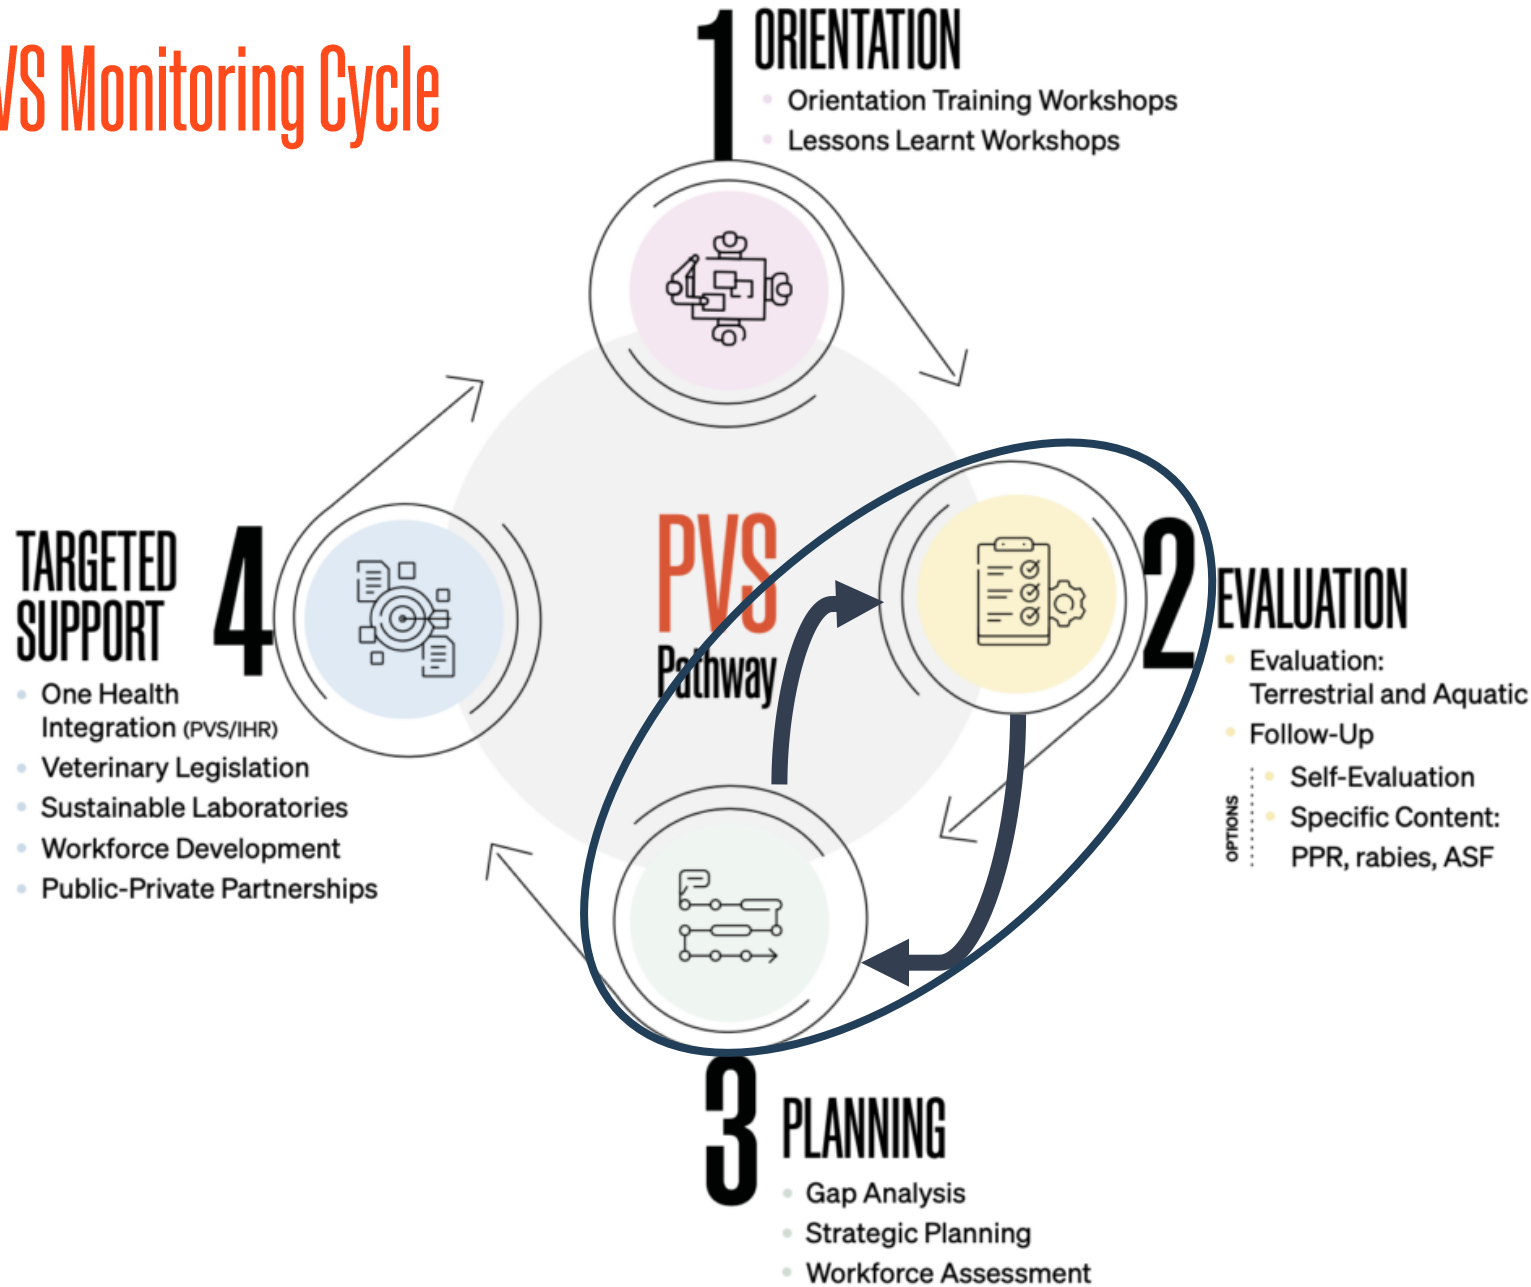 VS Monitoring Cycle
1
ORIENTATION
Orientation Training Workshops
Lessons Learnt Workshops
PVS
Pathway
2
EVALUATION
Evaluation:
Terrestrial and Aquatic
Follow-Up
OPTIONS
Self-Evaluation
Specific Content:
PPR, rabies, ASF
3
PLANNING
Gap Analysis
Strategic Planning
Workforce Assessment
4
TARGETED
SUPPORT
One Health
Integration (PVS/IHR)
Veterinary Legislation
Sustainable Laboratories
Workforce Development
Public-Private Partnerships